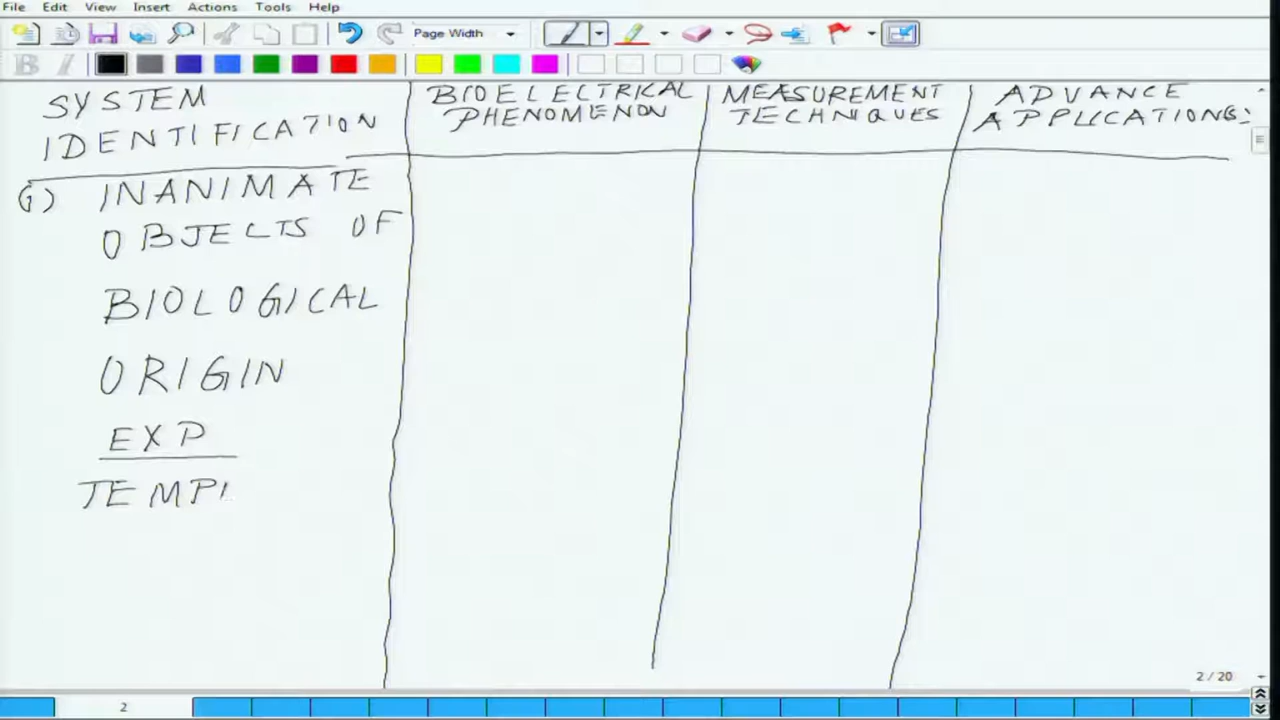 File Edit View Insert Actions Tools Help
Page Width
SYSTEM
IDENTIFICATION
BIOELECTRICAL
PHENOMENON
MEASUREMENT
TECHNIQUES
ADVANCE
APPLICATIONS:
G) INANIMATE
OBJECTS OF
BIOLOGICAL
ORIGIN
EXP
TEMPL
2 / 20
2